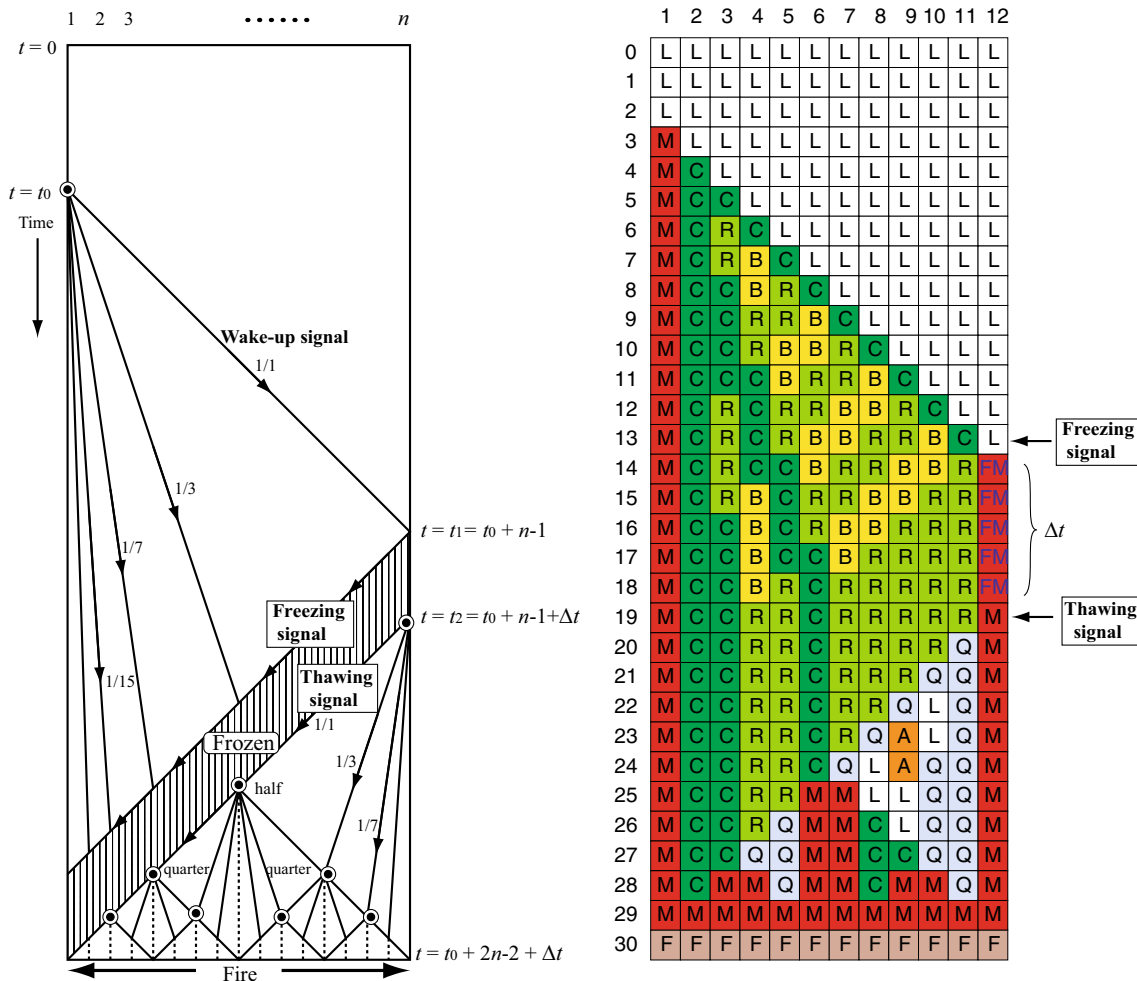 1 2 3 ...... n
t = 0
t = t0
Time
Wake-up signal
1/1
1/3
1/7
1/15
t = t1= t0 + n-1
Freezing
signal
t = t2 = t0 + n-1+Δt
Thawing
signal
1/1
Frozen
1/3
half
1/7
quarter
quarter
t = t0 + 2n-2 + Δt
Fire
1 2 3 4 5 6 7 8 9 10 11 12
0 L L L L L L L L L L L L
1 L L L L L L L L L L L L
2 L L L L L L L L L L L L
3 M L L L L L L L L L L L
4 M C L L L L L L L L L L
5 M C C L L L L L L L L L
6 M C R C L L L L L L L L
7 M C R B C L L L L L L L
8 M C C B R C L L L L L L
9 M C C R R B C L L L L L
10 M C C R B B R C L L L L
11 M C C C B R R B C L L L
12 M C R C R R B B R C L L
13 M C R C R B B R R B C L
Freezing
signal
14 M C R C C B R R B B R FM
15 M C R B C R R B B R R FM
16 M C C B C R B B R R R FM
Δt
17 M C C B C C B R R R R FM
18 M C C B R C R R R R R FM
19 M C C R R C R R R R R M
Thawing
signal
20 M C C R R C R R R R Q M
21 M C C R R C R R R Q Q M
22 M C C R R C R R Q L Q M
23 M C C R R C R Q A L Q M
24 M C C R R C Q L A Q Q M
25 M C C R R M M L L Q Q M
26 M C C R Q M M C L Q Q M
27 M C C Q Q M M C C Q Q M
28 M C M M Q M M C M M Q M
29 M M M M M M M M M M M M
30 F F F F F F F F F F F F